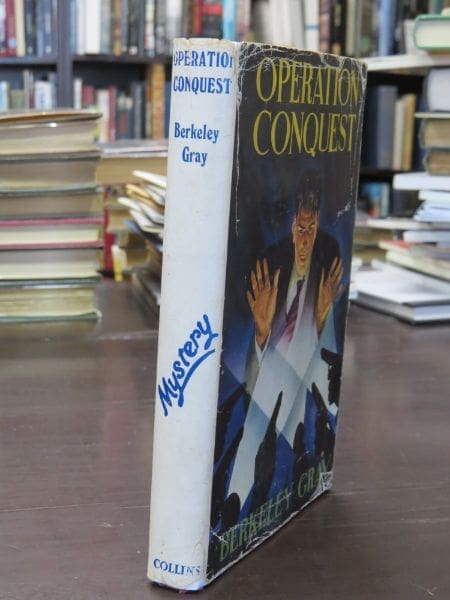 OPERATION
CONQUEST
Berkeley
Gray
Mystery
COLLINS
OPERATION
CONQUEST
BERKELEY GRAY